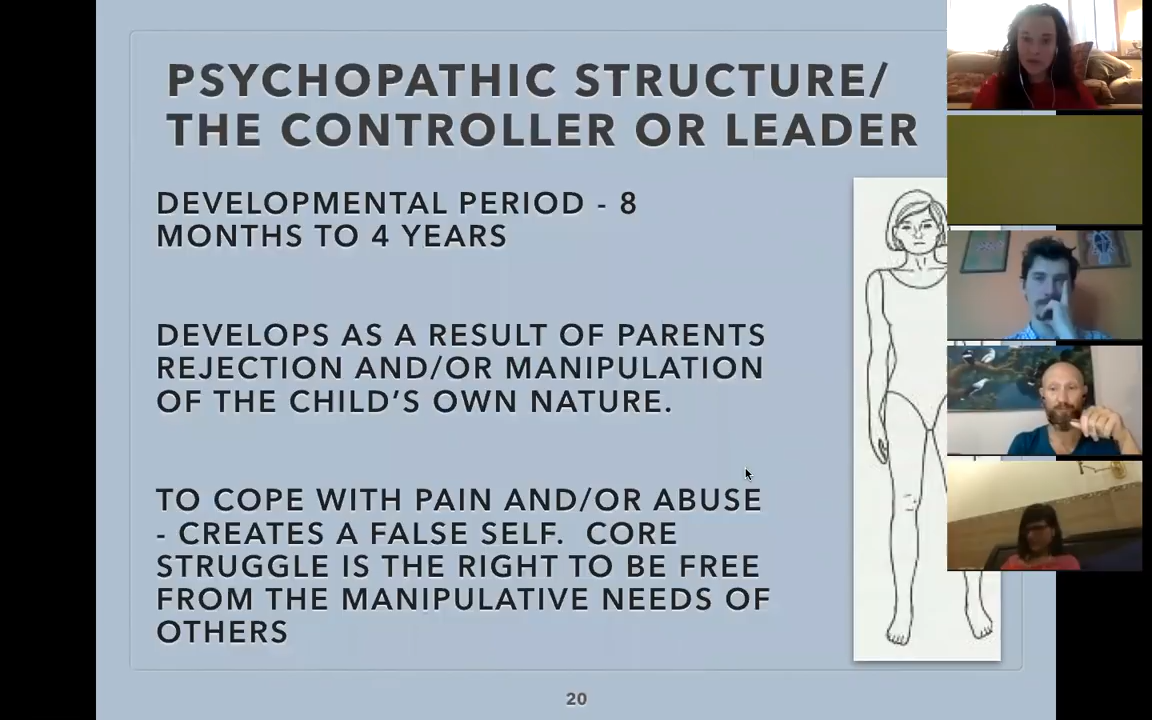 PSYCHOPATHIC STRUCTURE/
THE CONTROLLER OR LEADER
DEVELOPMENTAL PERIOD - 8
MONTHS TO 4 YEARS
DEVELOPS AS A RESULT OF PARENTS
REJECTION AND/OR MANIPULATION
OF THE CHILD'S OWN NATURE.
TO COPE WITH PAIN AND/OR ABUSE
- CREATES A FALSE SELF.  CORE
STRUGGLE IS THE RIGHT TO BE FREE
FROM THE MANIPULATIVE NEEDS OF
OTHERS
20